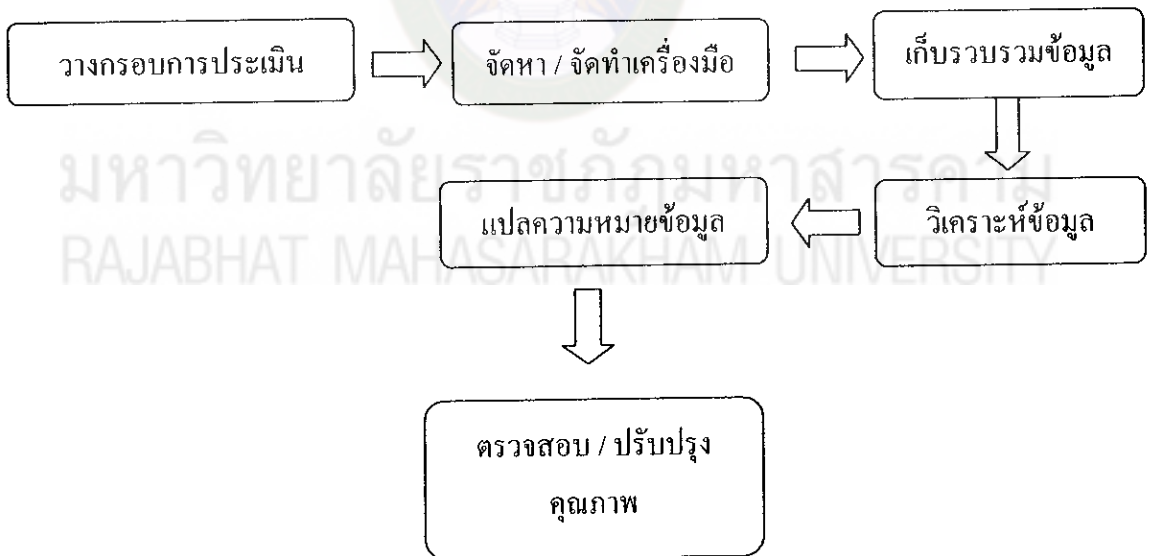 วางกรอบการประเมิน
จัดหา / จัดทำเครื่องมือ
เก็บรวบรวมข้อมูล
วิเคราะห์ข้อมูล
แปลความหมายข้อมูล
ตรวจสอบ / ปรับปรุง
คุณภาพ
มหาวิทยาลัยราชภัฏมหาสารคาม
RAJABHAT MAHASARAKHAM UNIVERSITY